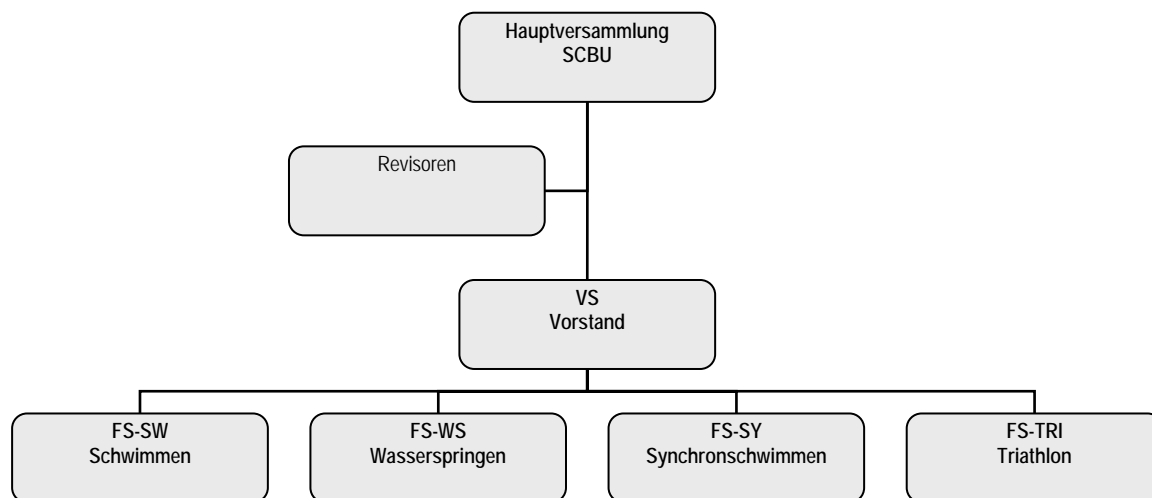 Hauptversammlung
SCBU
Revisoren
VS
Vorstand
FS-SW
Schwimmen
FS-WS
Wasserspringen
FS-SY
Synchronschwimmen
FS-TRI
Triathlon